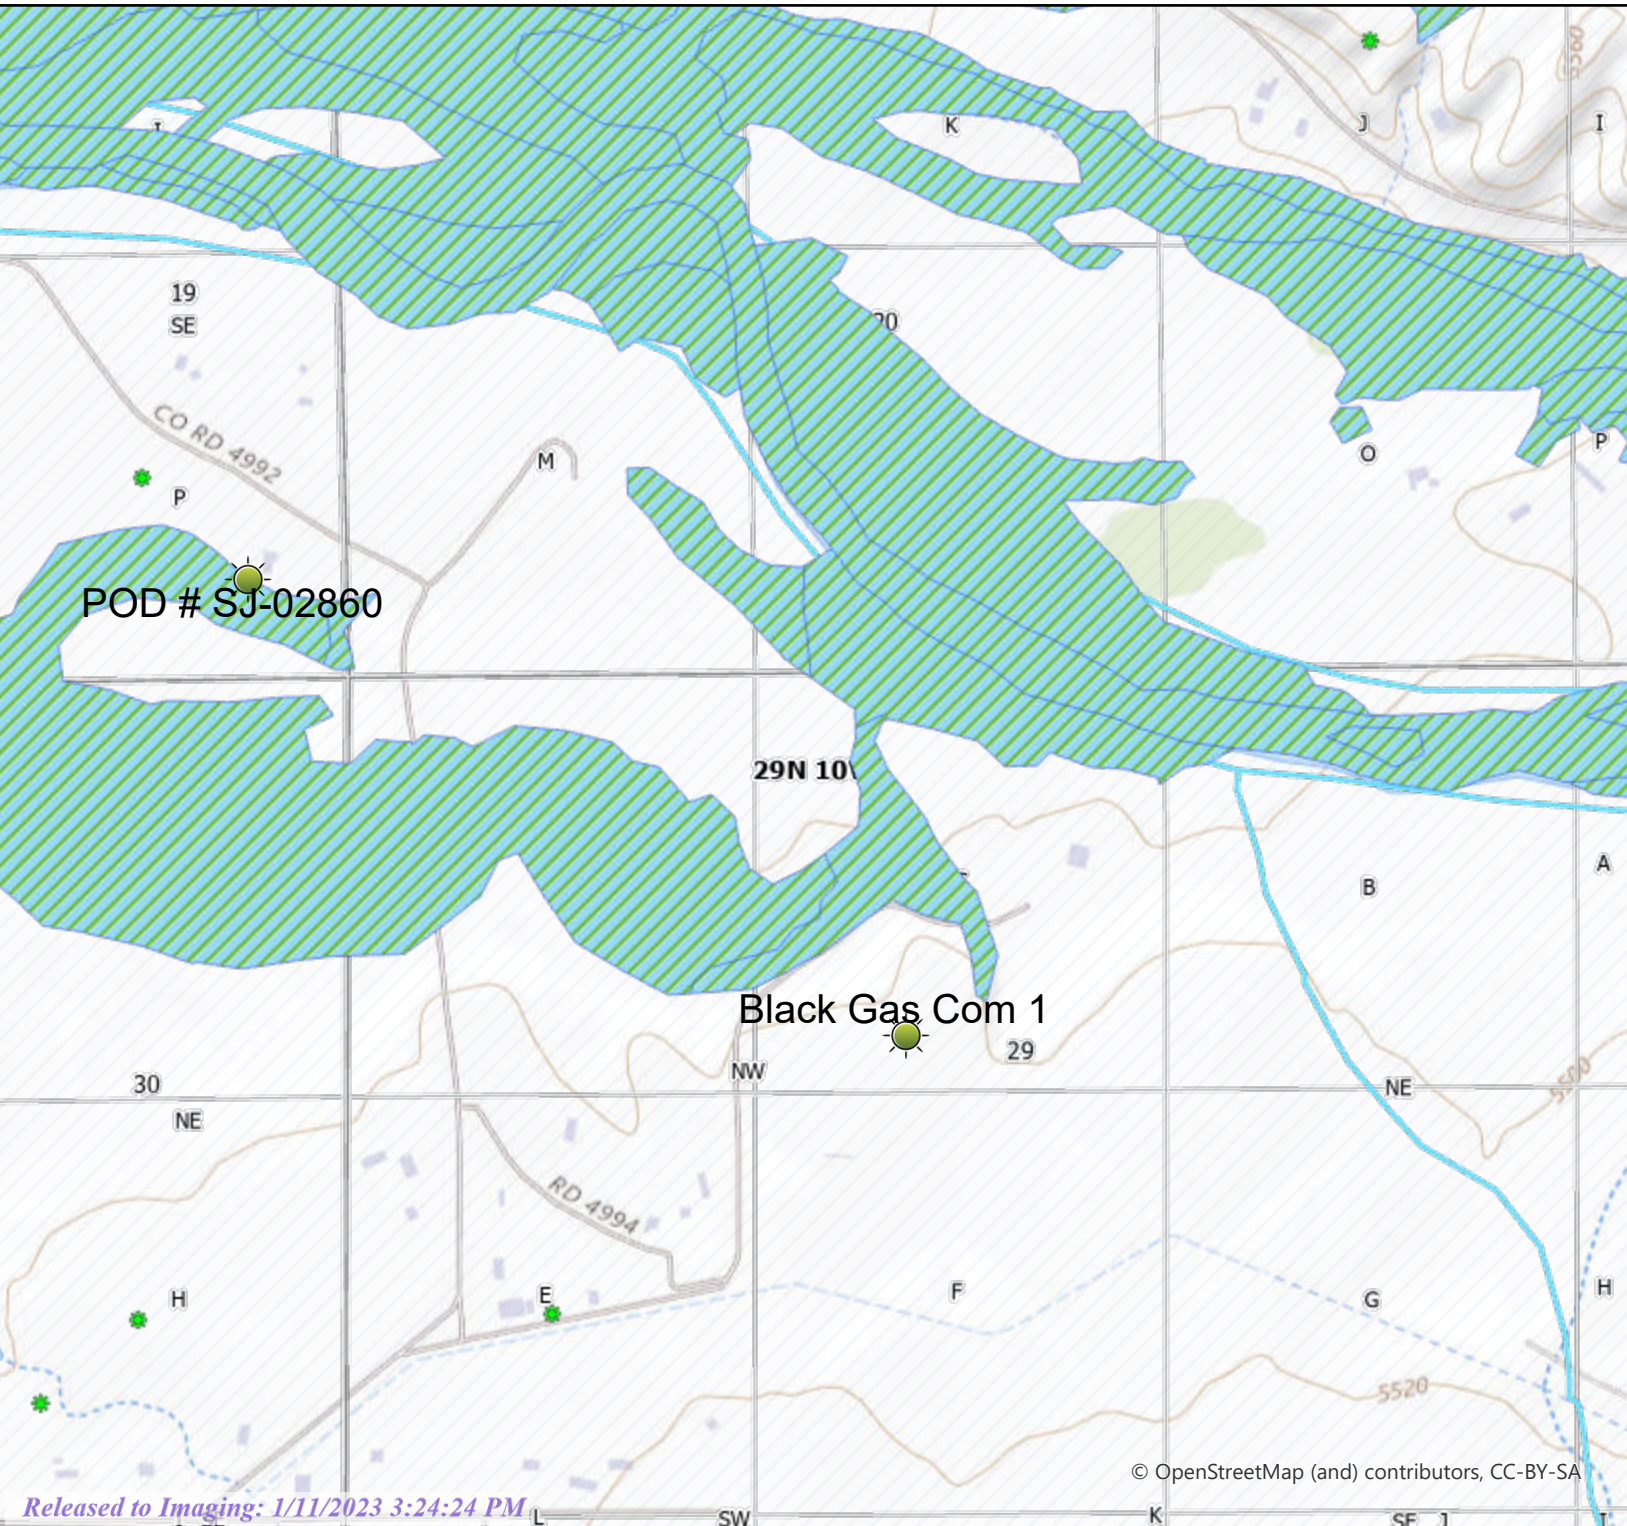 5360
K
J
I
19
SE
20
CO RD 4992
M
O
P
P
POD # SJ-02860
29N 10
A
B
Black Gas Com 1
29
NW
30
NE
NE
RD 4994
H
E
F
G
H
5520
© OpenStreetMap (and) contributors, CC-BY-SA
Released to Imaging: 1/11/2023 3:24:24 PM
L
SW
K
SE
J